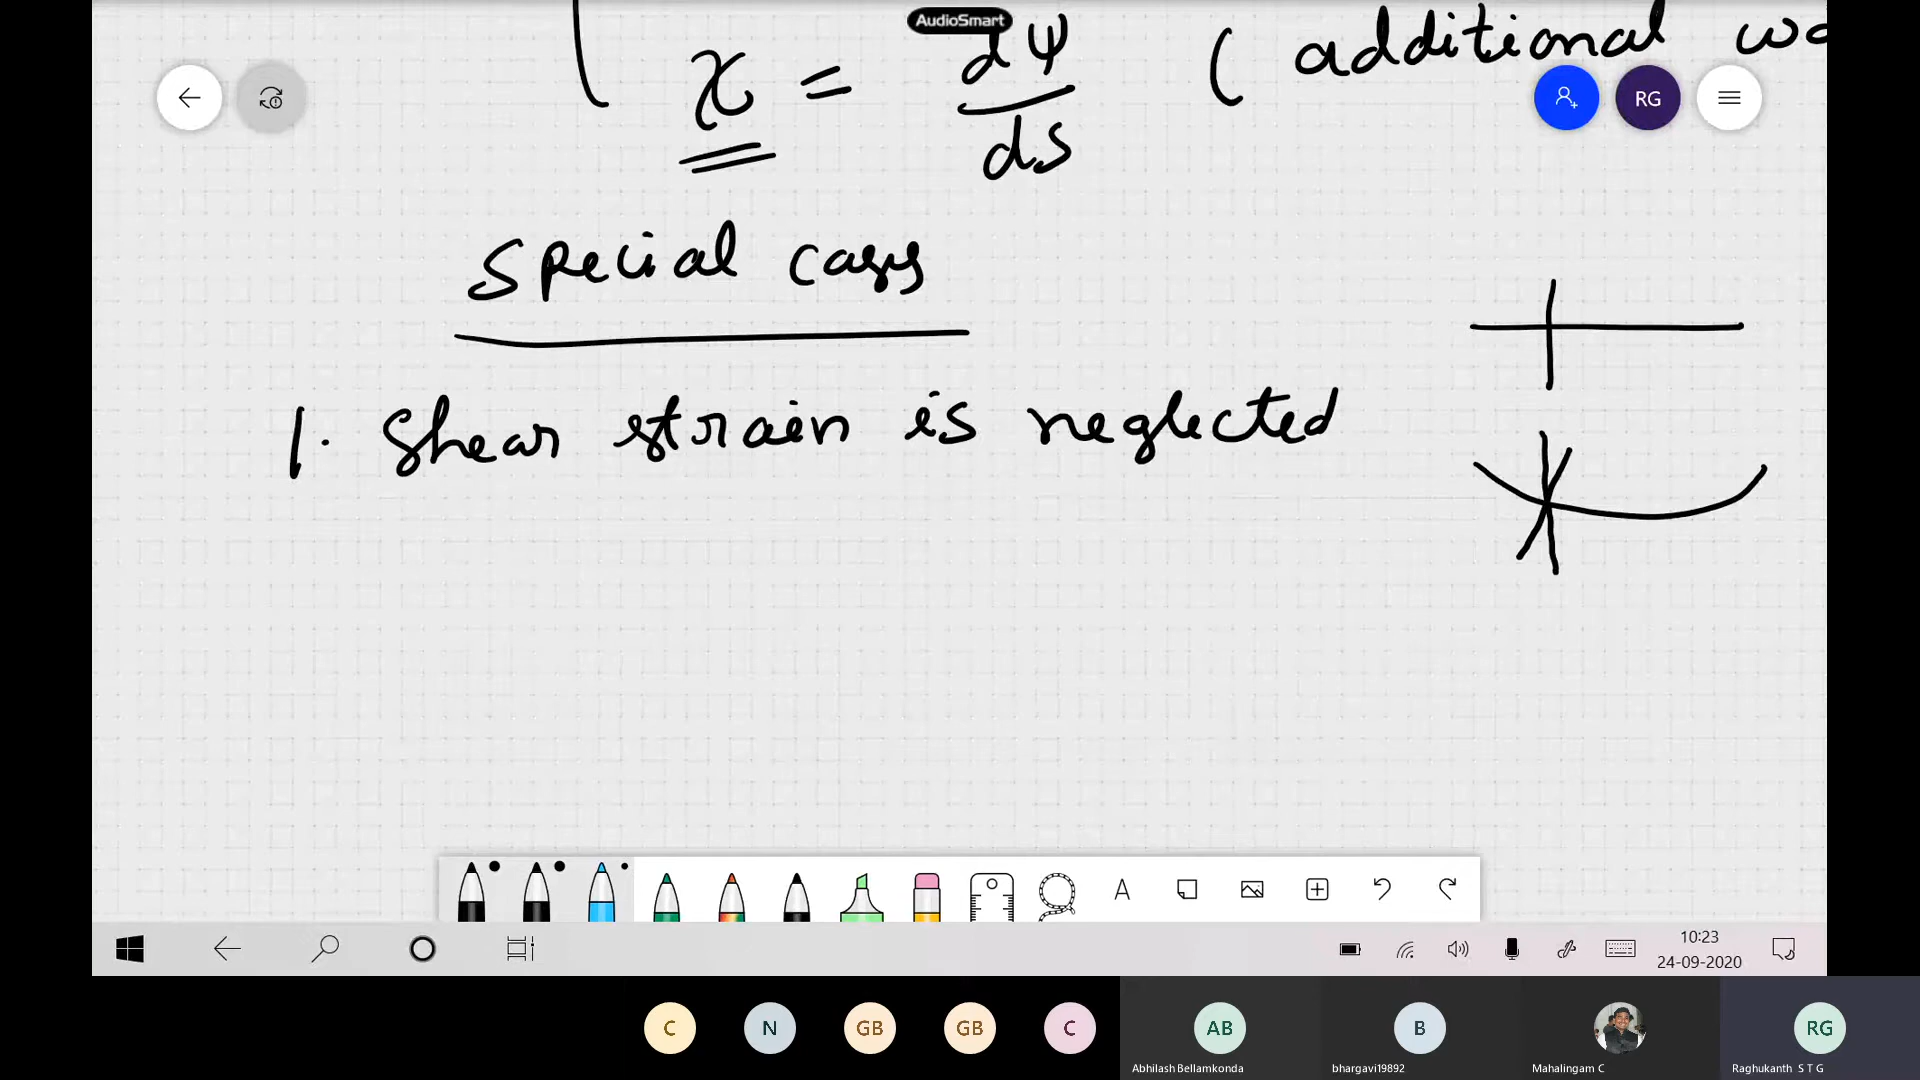 AudioSmart
χ = dψ/ds ( additional wo
RG
special cases
1. Shear strain is neglected
A
10:23
24-09-2020
C N GB GB C AB B RG
Abhilash Bellamkonda bhargavi19892 Mahalingam C Raghukanth S T G